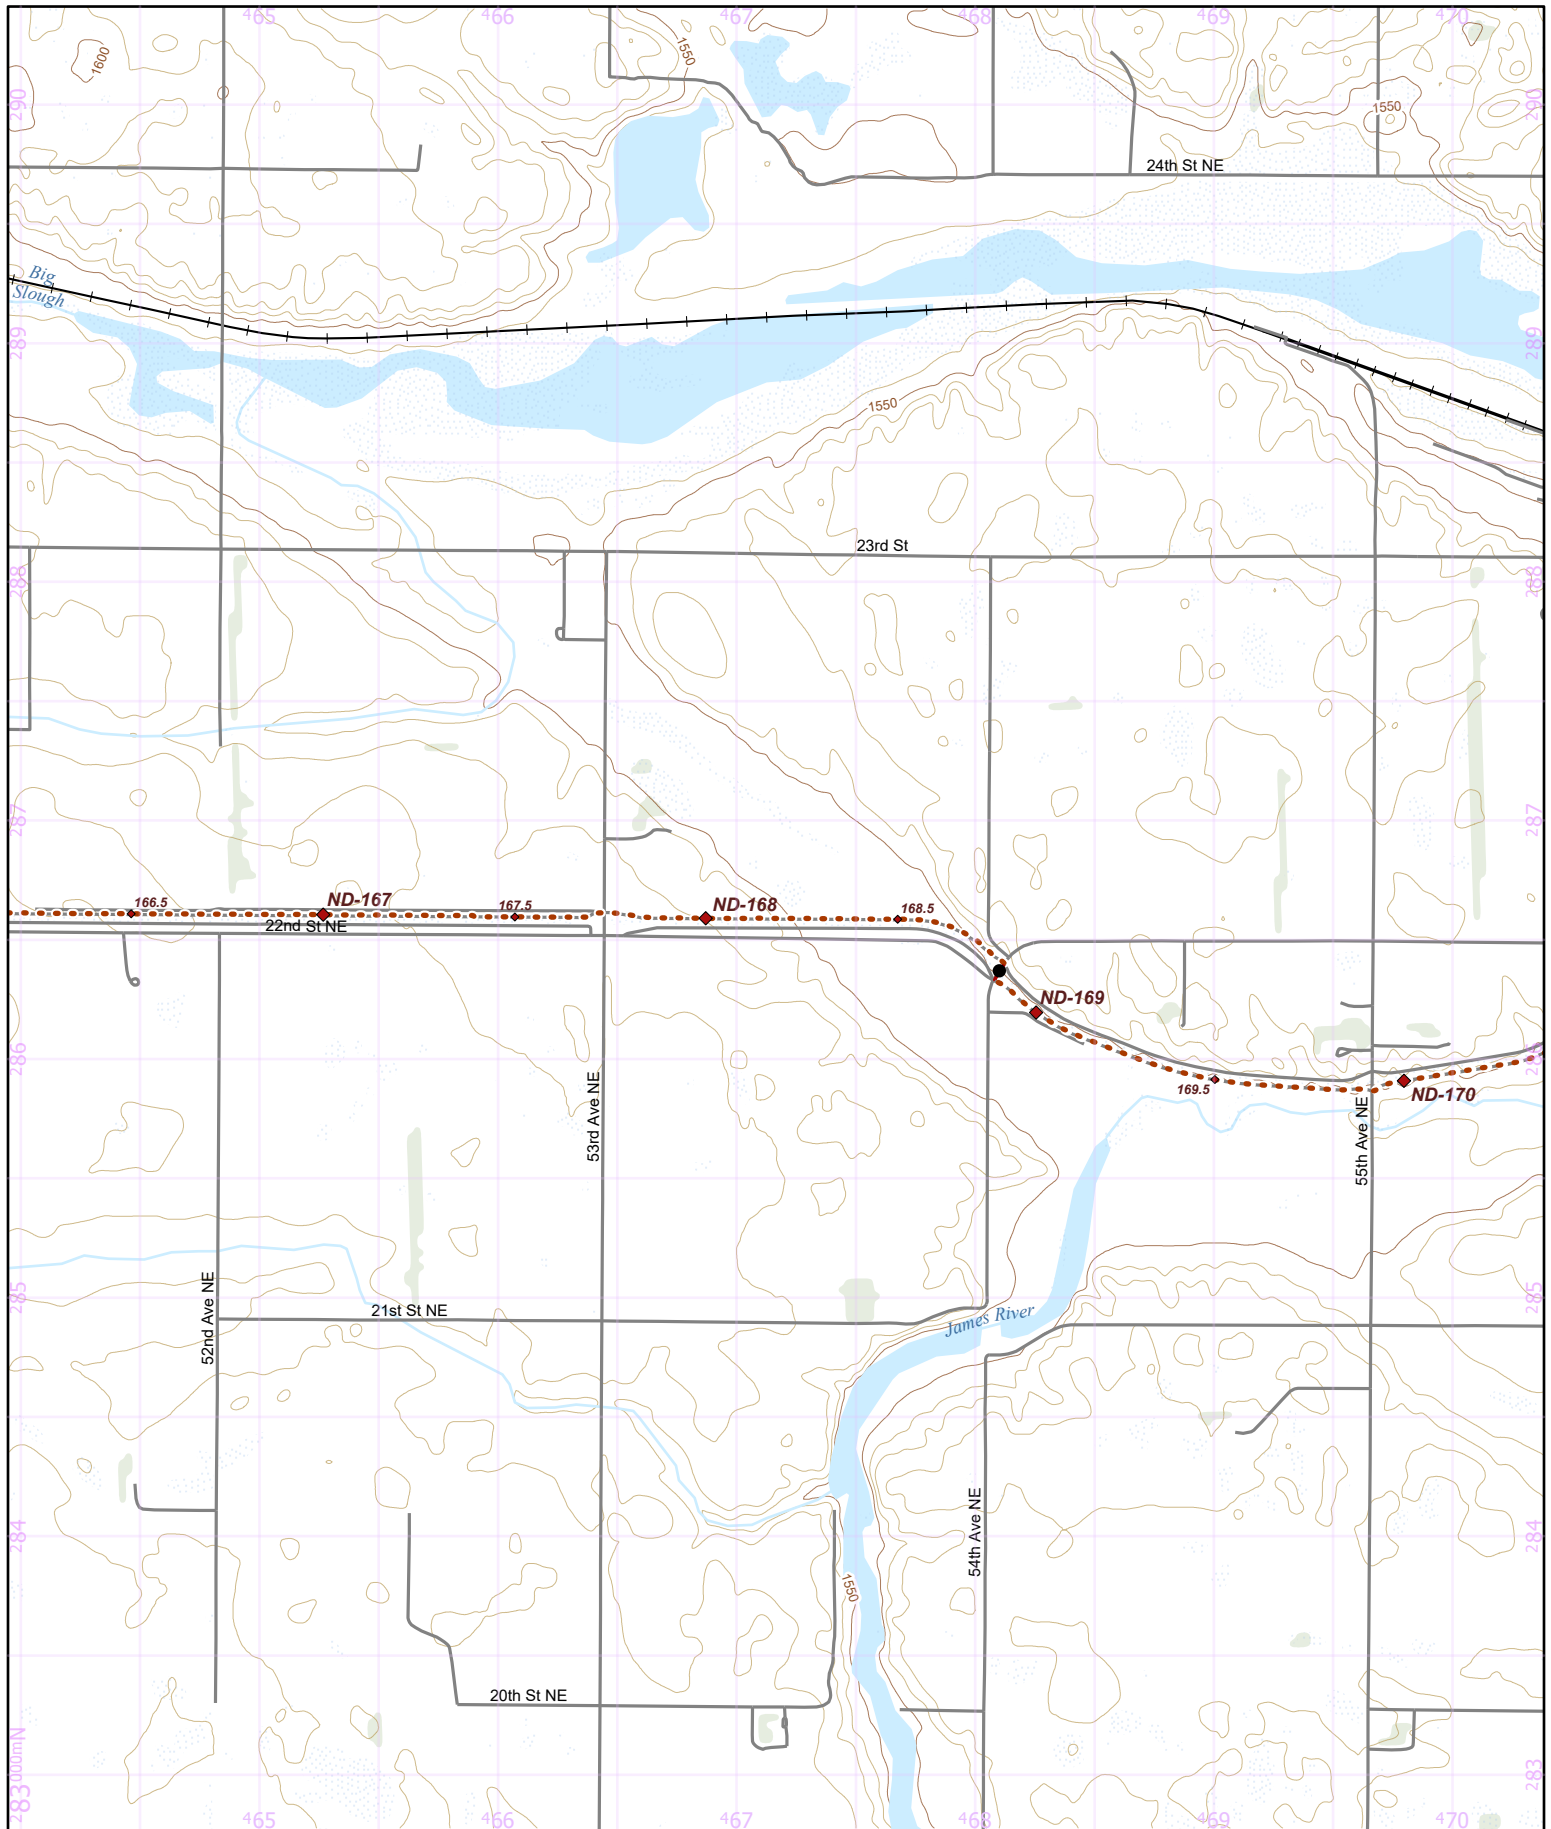 465 466 467 468 469 470
1600
1550
290
290
1550
24th St NE
Big
Slough
289
289
1550
23rd St
288
288
287
287
166.5
ND-167
167.5
ND-168
168.5
22nd St NE
ND-169
286
286
53rd Ave NE
169.5
ND-170
55th Ave NE
52nd Ave NE
285
285
21st St NE
James River
54th Ave NE
284
284
1550
20th St NE
283000mN
283
465 466 467 468 469 470